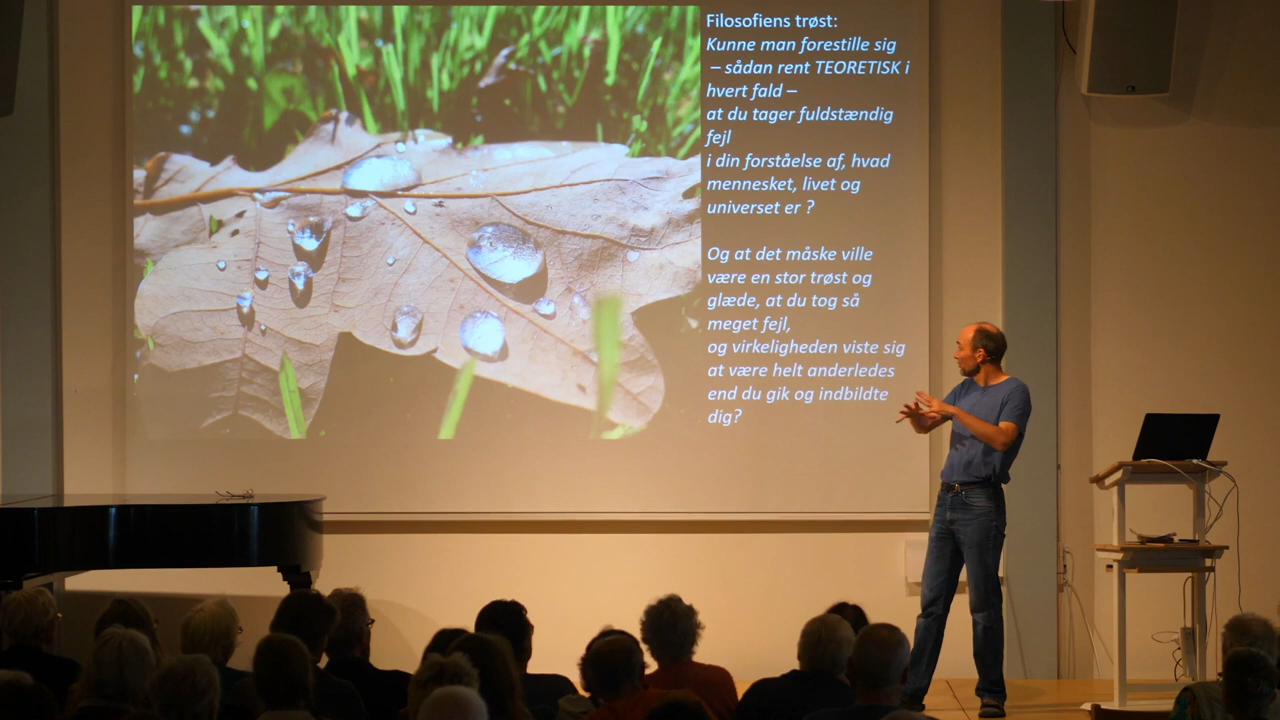 Filosofiens trøst:
Kunne man forestille sig
– sådan rent TEORETISK i
hvert fald –
at du tager fuldstændig
fejl
i din forståelse af, hvad
mennesket, livet og
universet er ?
Og at det måske ville
være en stor trøst og
glæde, at du tog så
meget fejl,
og virkeligheden viste sig
at være helt anderledes
end du gik og indbildte
dig?